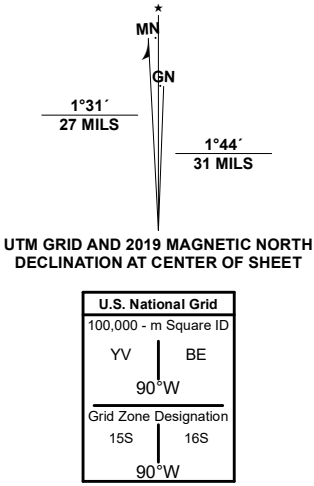 ★
MN
GN
1°31´
27 MILS
1°44´
31 MILS
UTM GRID AND 2019 MAGNETIC NORTH
DECLINATION AT CENTER OF SHEET
U.S. National Grid
100,000 - m Square ID
YV BE
90°W
Grid Zone Designation
15S 16S
90°W